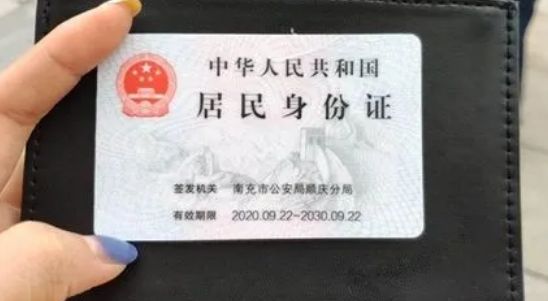 中华人民共和国
居民身份证
签发机关 南充市公安局顺庆分局
有效期限 2020.09.22-2030.09.22